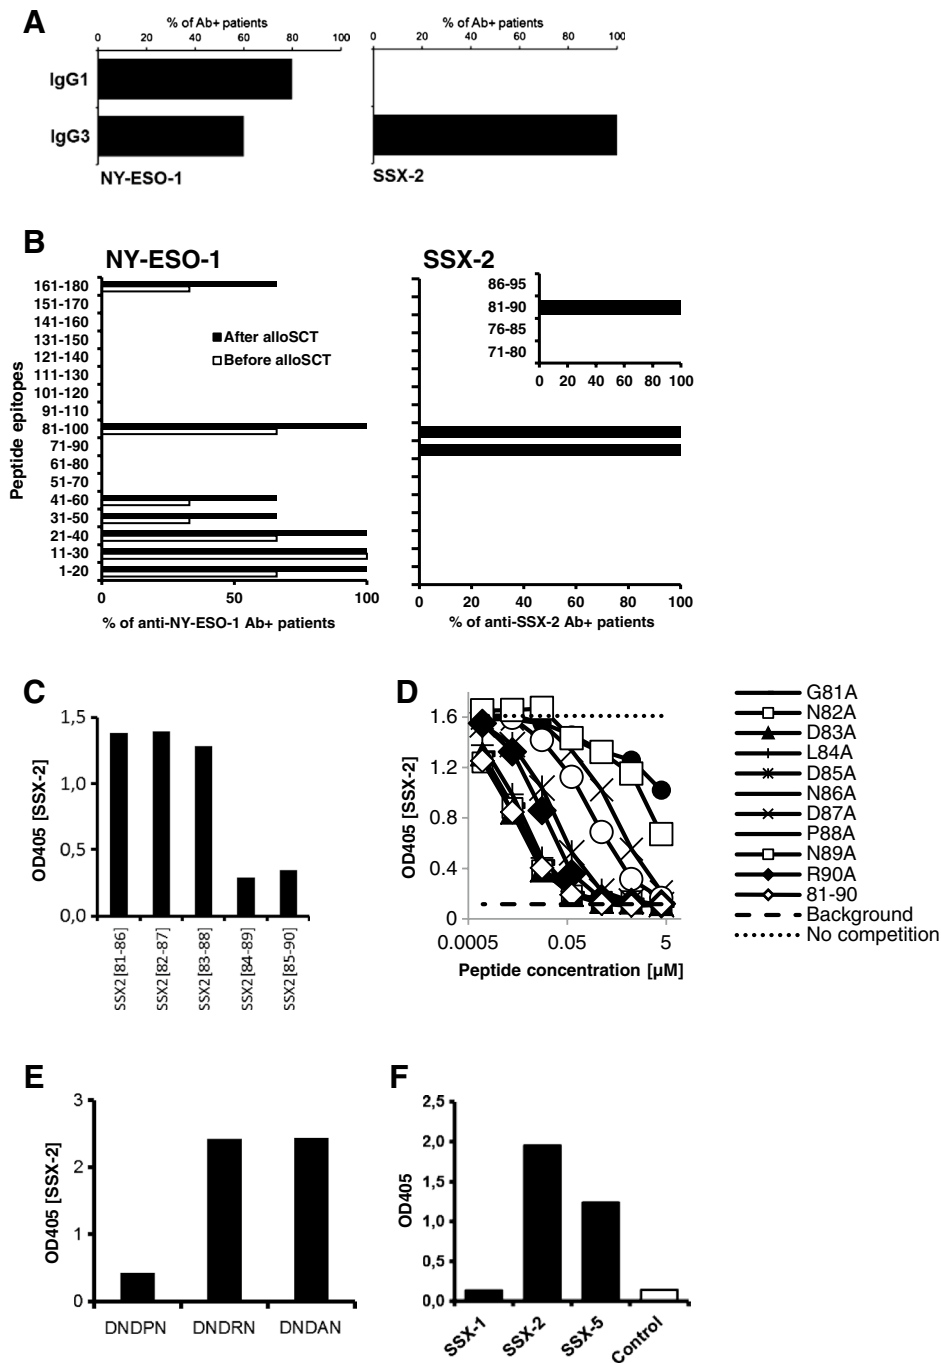 A
% of Ab+ patients
0 20 40 60 80 100
IgG1
IgG3
NY-ESO-1
% of Ab+ patients
0 20 40 60 80 100
SSX-2
B
NY-ESO-1
Peptide epitopes
161-180
151-170
141-160
131-150
121-140
111-130
101-120
91-110
81-100
71-90
61-80
51-70
41-60
31-50
21-40
11-30
1-20
After alloSCT
Before alloSCT
0 50 100
% of anti-NY-ESO-1 Ab+ patients
SSX-2
86-95
81-90
76-85
71-80
0 20 40 60 80 100
0 20 40 60 80 100
% of anti-SSX-2 Ab+ patients
C
OD405 [SSX-2]
1,5
1,0
0,5
0,0
SSX2[81-86]
SSX2[82-87]
SSX2[83-88]
SSX2[84-89]
SSX2[85-90]
D
OD405 [SSX-2]
1.6
1.2
0.8
0.4
0
0.0005 0.05 5
Peptide concentration [µM]
G81A
N82A
D83A
L84A
D85A
N86A
D87A
P88A
N89A
R90A
81-90
Background
No competition
E
OD405 [SSX-2]
3
2
1
0
DNDPN DNDRN DNDAN
F
OD405
2,5
2,0
1,5
1,0
0,5
0,0
SSX-1
SSX-2
SSX-5
Control